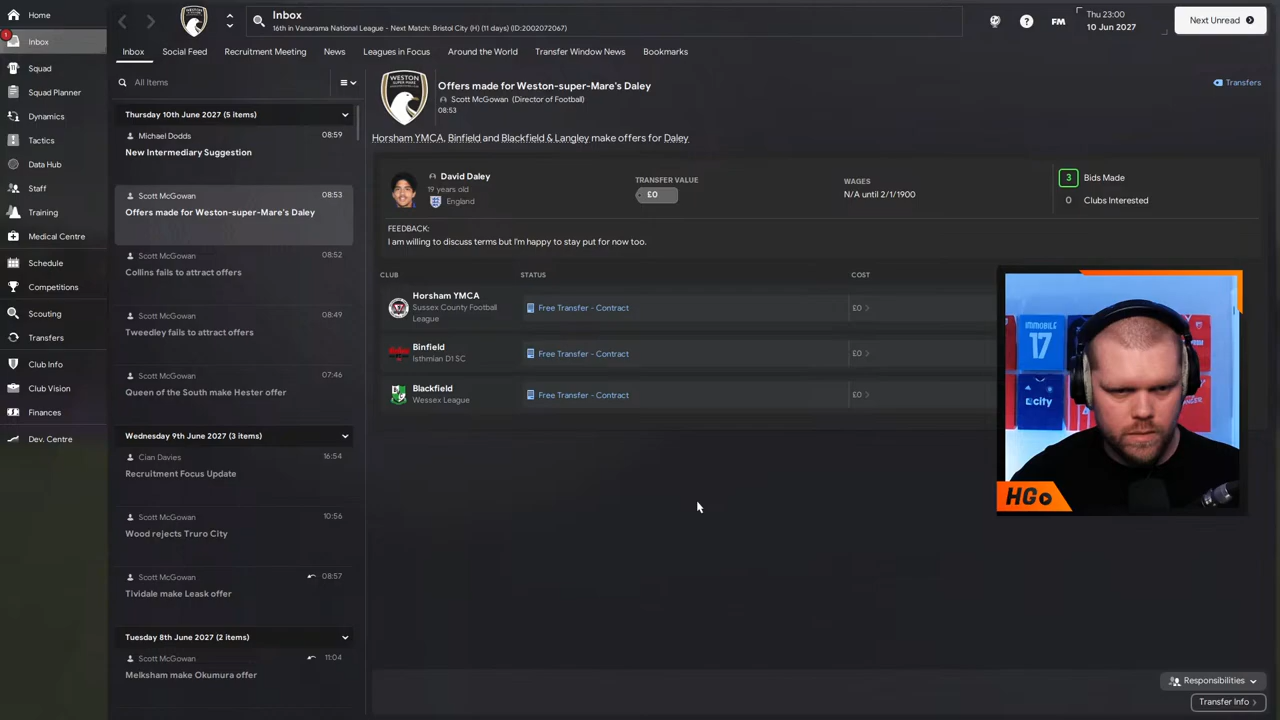 Home
Inbox
16th in Vanarama National League - Next Match: Bristol City (H) (11 days) (ID:2002072067)
FM
Thu 23:00
10 Jun 2027
Next Unread
1
Inbox
Squad
Squad Planner
Dynamics
Tactics
Data Hub
Staff
Training
Medical Centre
Schedule
Competitions
Scouting
Transfers
Club Info
Club Vision
Finances
Dev. Centre
Inbox
Social Feed
Recruitment Meeting
News
Leagues in Focus
Around the World
Transfer Window News
Bookmarks
All Items
Thursday 10th June 2027 (5 items)
Michael Dodds 08:59
New Intermediary Suggestion
Scott McGowan 08:53
Offers made for Weston-super-Mare's Daley
Scott McGowan 08:52
Collins fails to attract offers
Scott McGowan 08:49
Tweedley fails to attract offers
Scott McGowan 07:46
Queen of the South make Hester offer
Wednesday 9th June 2027 (3 items)
Cian Davies 16:54
Recruitment Focus Update
Scott McGowan 10:56
Wood rejects Truro City
Scott McGowan 08:57
Tividale make Leask offer
Tuesday 8th June 2027 (2 items)
Scott McGowan 11:04
Melksham make Okumura offer
WESTON
SUPER MARE
Offers made for Weston-super-Mare's Daley
Scott McGowan (Director of Football)
08:53
Transfers
Horsham YMCA, Binfield and Blackfield & Langley make offers for Daley.
David Daley
19 years old
England
TRANSFER VALUE
£0
WAGES
N/A until 2/1/1900
3 Bids Made
0 Clubs Interested
FEEDBACK:
I am willing to discuss terms but I'm happy to stay put for now too.
CLUB STATUS COST
Horsham YMCA
Sussex County Football
League
Free Transfer - Contract £0
Binfield
Isthmian D1 SC
Free Transfer - Contract £0
Blackfield
Wessex League
Free Transfer - Contract £0
IMMOBILE
17
city
HGo
Responsibilities
Transfer Info